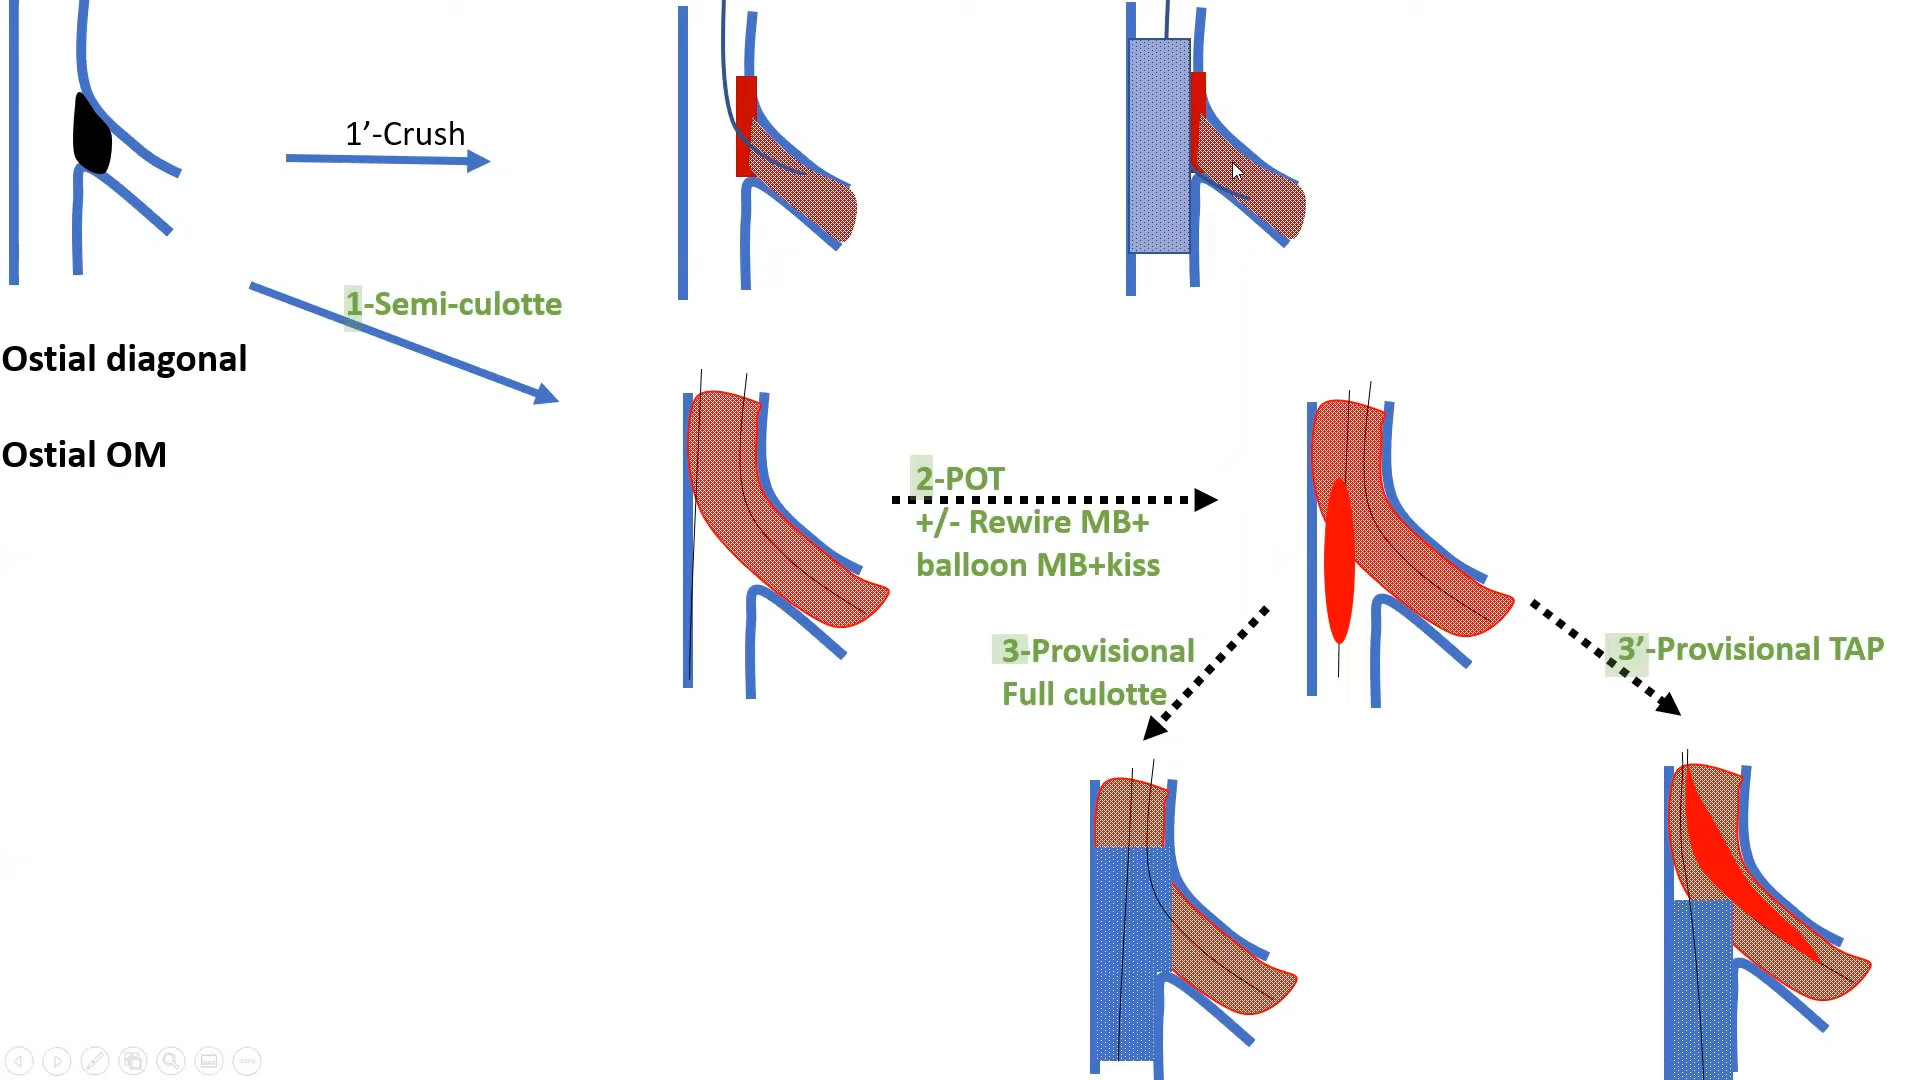 1’-Crush
1-Semi-culotte
Ostial diagonal
Ostial OM
2-POT
+/- Rewire MB+
balloon MB+kiss
3-Provisional
Full culotte
3’-Provisional TAP